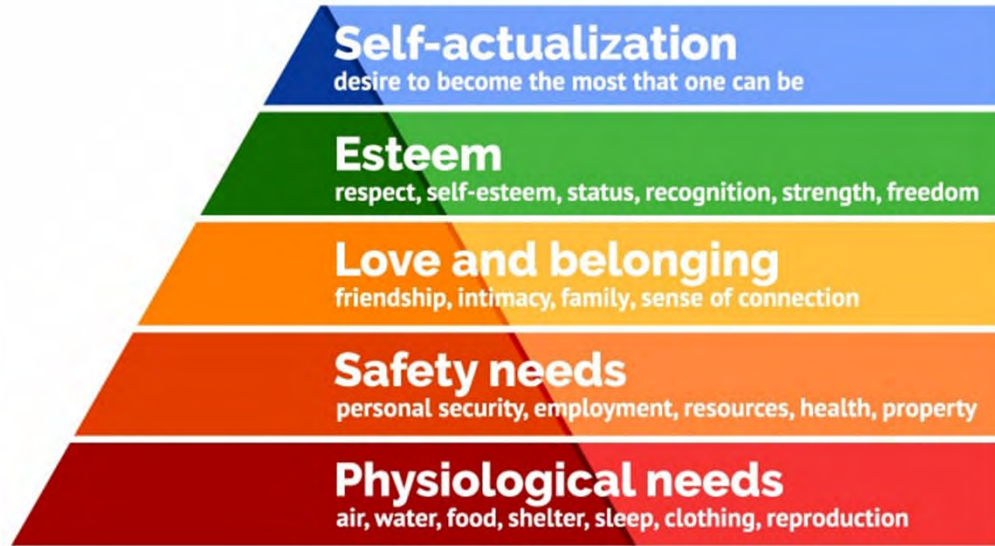 Self-actualization
desire to become the most that one can be
Esteem
respect, self-esteem, status, recognition, strength, freedom
Love and belonging
friendship, intimacy, family, sense of connection
Safety needs
personal security, employment, resources, health, property
Physiological needs
air, water, food, shelter, sleep, clothing, reproduction